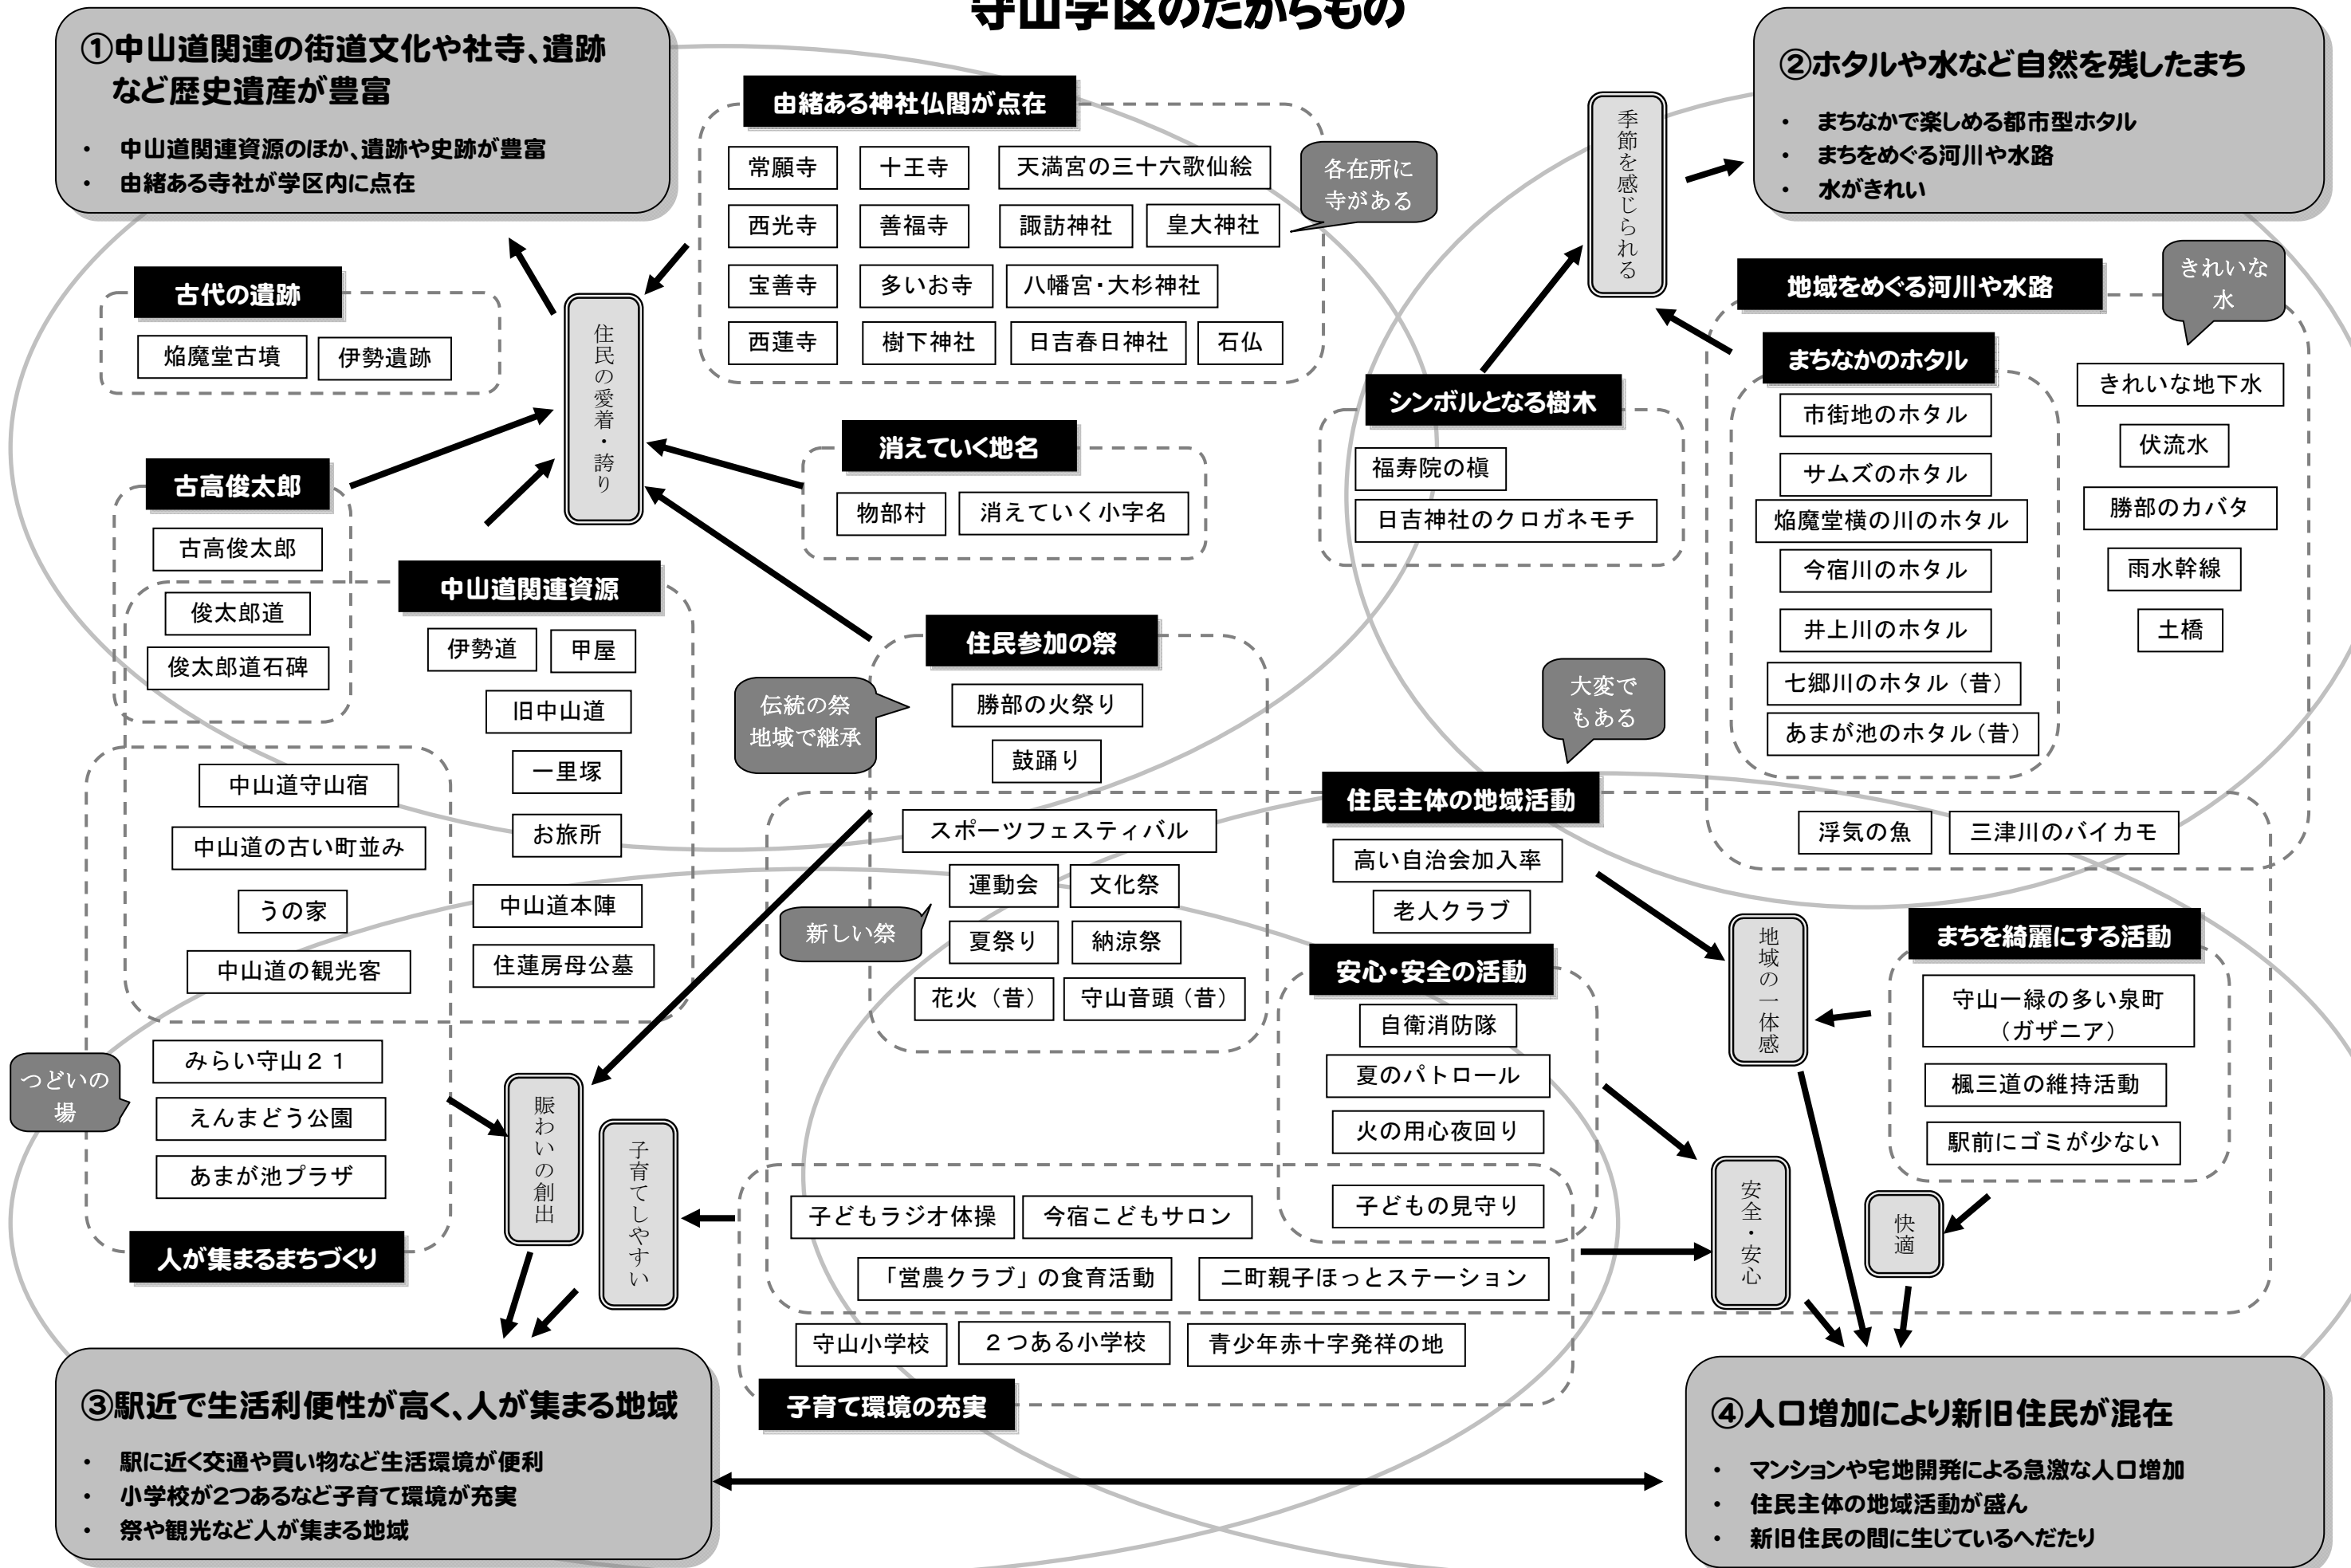 守山学区のたからもの
①中山道関連の街道文化や社寺、遺跡
など歴史遺産が豊富
・ 中山道関連資源のほか、遺跡や史跡が豊富
・ 由緒ある寺社が学区内に点在
②ホタルや水など自然を残したまち
・ まちなかで楽しめる都市型ホタル
・ まちをめぐる河川や水路
・ 水がきれい
由緒ある神社仏閣が点在
常願寺
十王寺
天満宮の三十六歌仙絵
西光寺
善福寺
諏訪神社
皇大神社
宝善寺
多いお寺
八幡宮・大杉神社
西蓮寺
樹下神社
日吉春日神社
石仏
各在所に
寺がある
季節を感じられる
古代の遺跡
焔魔堂古墳
伊勢遺跡
住民の愛着・誇り
地域をめぐる河川や水路
きれいな
水
まちなかのホタル
市街地のホタル
サムズのホタル
焔魔堂横の川のホタル
今宿川のホタル
井上川のホタル
七郷川のホタル（昔）
あまが池のホタル（昔）
きれいな地下水
伏流水
勝部のカバタ
雨水幹線
土橋
浮気の魚
三津川のバイカモ
シンボルとなる樹木
福寿院の槇
日吉神社のクロガネモチ
消えていく地名
物部村
消えていく小字名
古高俊太郎
古高俊太郎
俊太郎道
俊太郎道石碑
中山道関連資源
伊勢道
甲屋
旧中山道
一里塚
お旅所
中山道本陣
住蓮房母公墓
中山道守山宿
中山道の古い町並み
うの家
中山道の観光客
みらい守山２１
えんまどう公園
あまが池プラザ
つどいの
場
人が集まるまちづくり
住民参加の祭
伝統の祭
地域で継承
勝部の火祭り
鼓踊り
スポーツフェスティバル
運動会
文化祭
新しい祭
夏祭り
納涼祭
花火（昔）
守山音頭（昔）
大変で
もある
住民主体の地域活動
高い自治会加入率
老人クラブ
安心・安全の活動
自衛消防隊
夏のパトロール
火の用心夜回り
子どもの見守り
地域の一体感
まちを綺麗にする活動
守山一緑の多い泉町
（ガザニア）
楓三道の維持活動
駅前にゴミが少ない
賑わいの創出
子育てしやすい
安全・安心
快適
子どもラジオ体操
今宿こどもサロン
「営農クラブ」の食育活動
二町親子ほっとステーション
守山小学校
２つある小学校
青少年赤十字発祥の地
子育て環境の充実
③駅近で生活利便性が高く、人が集まる地域
・ 駅に近く交通や買い物など生活環境が便利
・ 小学校が2つあるなど子育て環境が充実
・ 祭や観光など人が集まる地域
④人口増加により新旧住民が混在
・ マンションや宅地開発による急激な人口増加
・ 住民主体の地域活動が盛ん
・ 新旧住民の間に生じているへだたり